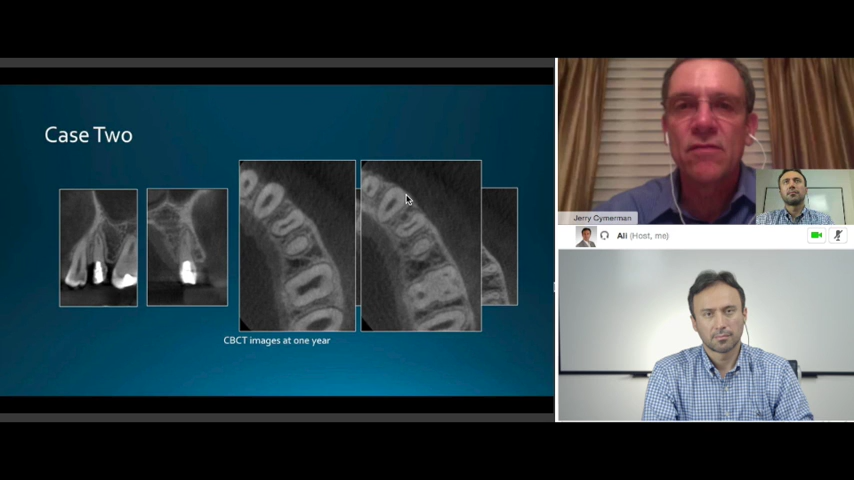 Case Two
CBCT images at one year
Jerry Cymerman
Ali (Host, me)